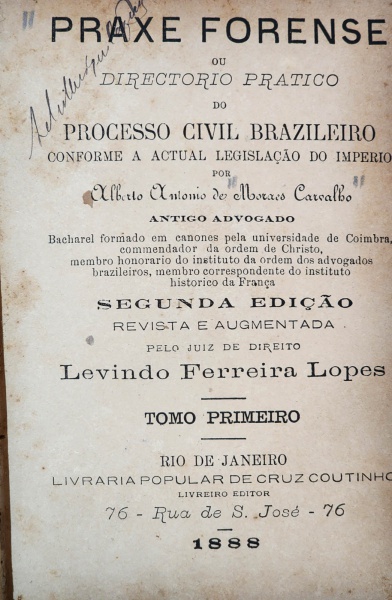 PRAXE FORENSE
OU
DIRECTORIO PRATICO
DO
PROCESSO CIVIL BRAZILEIRO
CONFORME A ACTUAL LEGISLAÇÃO DO IMPERIO
POR
Alberto Antonio de Moraes Carvalho
ANTIGO ADVOGADO
Bacharel formado em canones pela universidade de Coimbra,
commendador da ordem de Christo,
membro honorario do instituto da ordem dos advogados
brazileiros, membro correspondente do instituto
historico da França
SEGUNDA EDIÇÃO
REVISTA E AUGMENTADA
PELO JUIZ DE DIREITO
Levindo Ferreira Lopes
TOMO PRIMEIRO
RIO DE JANEIRO
LIVRARIA POPULAR DE CRUZ COUTINHO
LIVREIRO EDITOR
76 - Rua de S. José - 76
1888